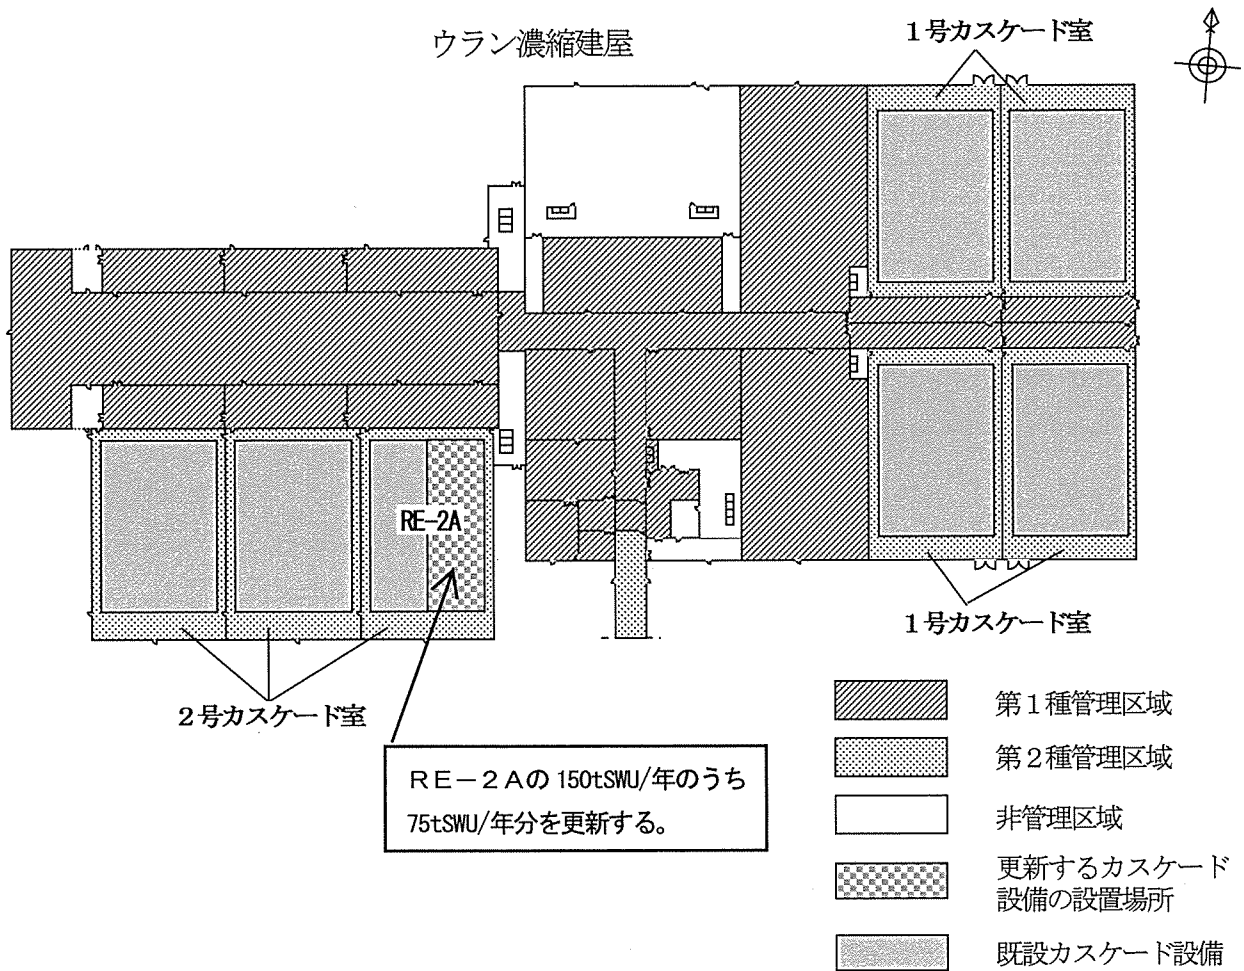 ウラン濃縮建屋
1号カスケード室
RE-2A
1号カスケード室
2号カスケード室
RE-2Aの150tSWU/年のうち
75tSWU/年分を更新する。
第1種管理区域
第2種管理区域
非管理区域
更新するカスケード
設備の設置場所
既設カスケード設備